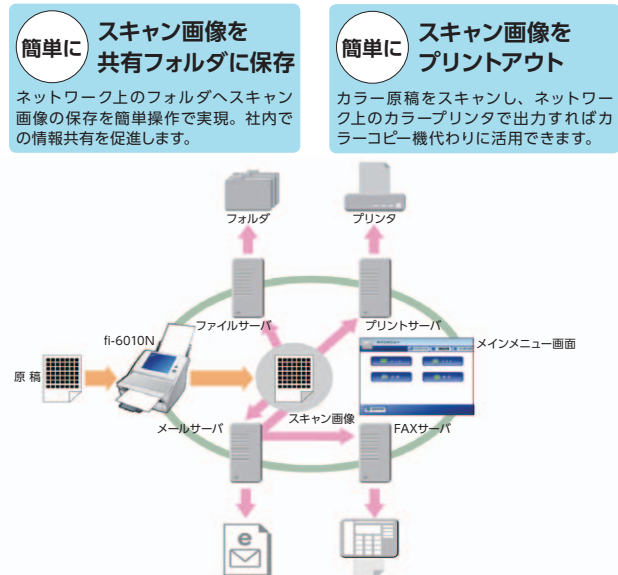 簡単に
スキャン画像を
共有フォルダに保存
ネットワーク上のフォルダへスキャン
画像の保存を簡単操作で実現。社内で
の情報共有を促進します。
簡単に
スキャン画像を
プリントアウト
カラー原稿をスキャンし、ネットワー
ク上のカラープリンタで出力すればカ
ラーコピー機代わりに活用できます。
フォルダ
プリンタ
ファイルサーバ
プリントサーバ
fi-6010N
メインメニュー画面
原 稿
スキャン画像
メールサーバ
FAXサーバ
e